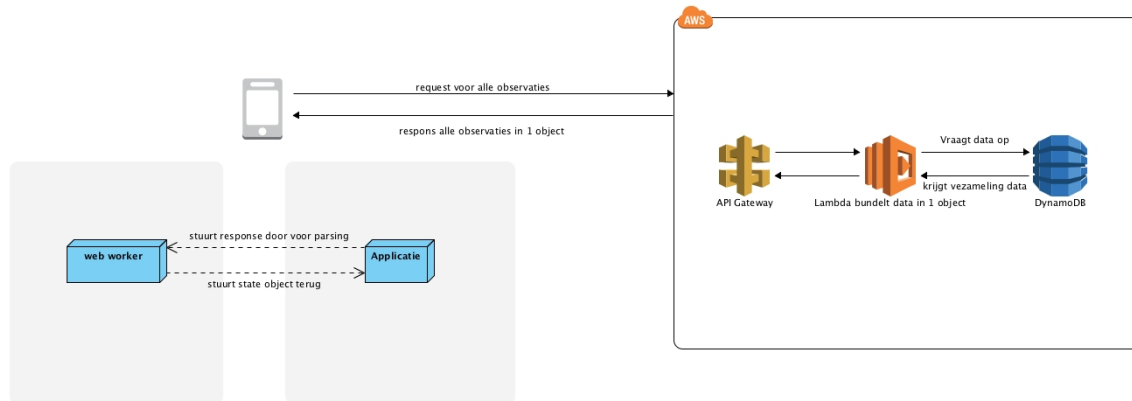 AWS
request voor alle observaties
respons alle observaties in 1 object
Vraagt data op
krijgt vezameling data
API Gateway
Lambda bundelt data in 1 object
DynamoDB
stuurt response door voor parsing
web worker
Applicatie
stuurt state object terug